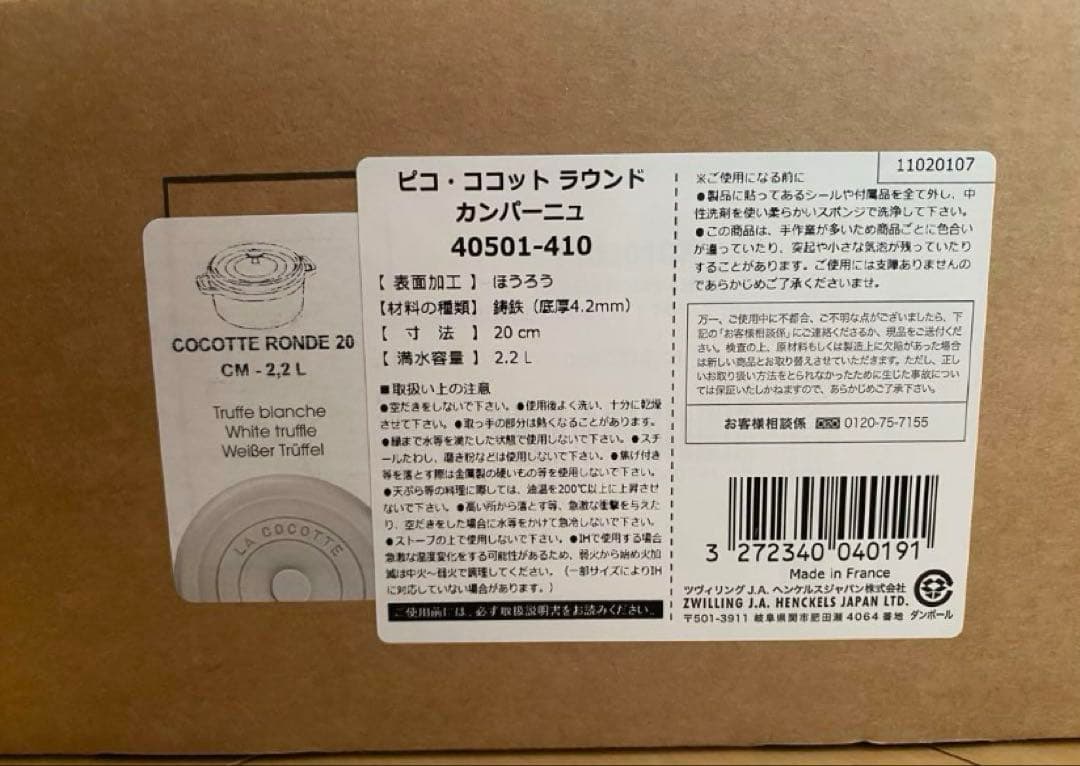 COCOTTE RONDE 20
CM - 2,2 L
Truffe blanche
White truffle
Weißer Trüffel
LA COCOTTE
ピコ・ココット ラウンド
カンパーニュ
40501-410
【 表面加工 】 ほうろう
【材料の種類】 鋳鉄（底厚4.2mm）
【 寸 法 】 20 cm
【 満水容量 】 2.2 L
■取扱い上の注意
●空だきをしないで下さい。●使用後よく洗い、十分に乾燥
させて下さい。●取っ手の部分は熱くなることがあります。
●縁まで水等を満たした状態で使用しないで下さい。●スチ
ールたわし、磨き粉などは使用しないで下さい。●焦げ付き
等を落とす際は金属製の硬いもの等を使用しないで下さい。
●天ぷら等の料理に際しては、油温を200℃以上に上昇させ
ないで下さい。●高い所から落とす等、急激な衝撃を与えた
り、空だきをした場合に水等をかけて急冷しないで下さい。
●ストーブの上で使用しないで下さい。●IHで使用する場合
急激な温度変化をする可能性があるため、弱火から始め火加
減は中火～弱火で調理してください。（一部サイズによりIH
に対応していない場合があります。）
ご使用前には、必ず取扱説明書をお読みください。
11020107
※ご使用になる前に
●製品に貼ってあるシールや付属品を全て外し、中
性洗剤を使い柔らかいスポンジで洗浄して下さい。
●この商品は、手作業が多いため商品ごとに色合い
が違っていたり、突起や小さな気泡が残っていたり
することがあります。ご使用には支障ありませんの
であらかじめご了承くださいませ。
万一、ご使用中に不都合、ご不明な点がございましたら、下
記の「お客様相談係」にご連絡くださるか、現品をご送付くだ
さい。検査の上、原材料もしくは製造上に欠陥があった場合
は新しい商品とお取り替えさせていただきます。ただし、正し
いお取り扱い方法をとられなかったために生じた事故につい
ては保証いたしかねますので、あらかじめご了承下さい。
お客様相談係 0120-75-7155
3 272340 040191
Made in France
ツヴィリング J.A. ヘンケルスジャパン株式会社
ZWILLING J.A. HENCKELS JAPAN LTD.
〒501-3911 岐阜県関市肥田瀬 4064 番地
ダンボール